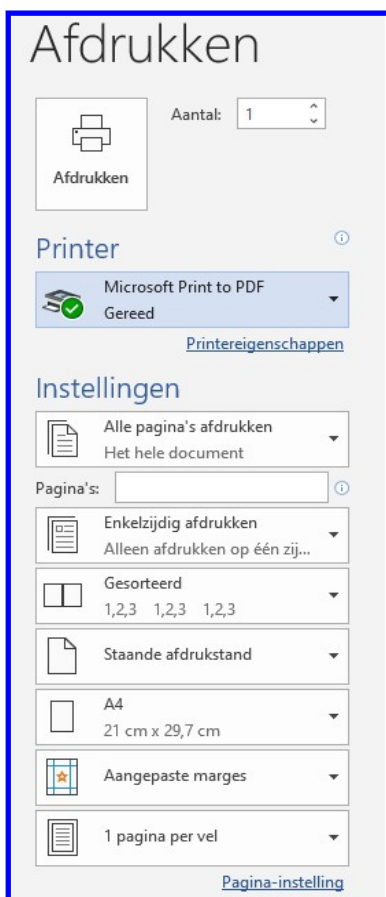 Afdrukken
Aantal: 1
Afdrukken
Printer
Microsoft Print to PDF
Gereed
Printereigenschappen
Instellingen
Alle pagina's afdrukken
Het hele document
Pagina's:
Enkelzijdig afdrukken
Alleen afdrukken op één zij...
Gesorteerd
1,2,3 1,2,3 1,2,3
Staande afdrukstand
A4
21 cm x 29,7 cm
Aangepaste marges
1 pagina per vel
Pagina-instelling